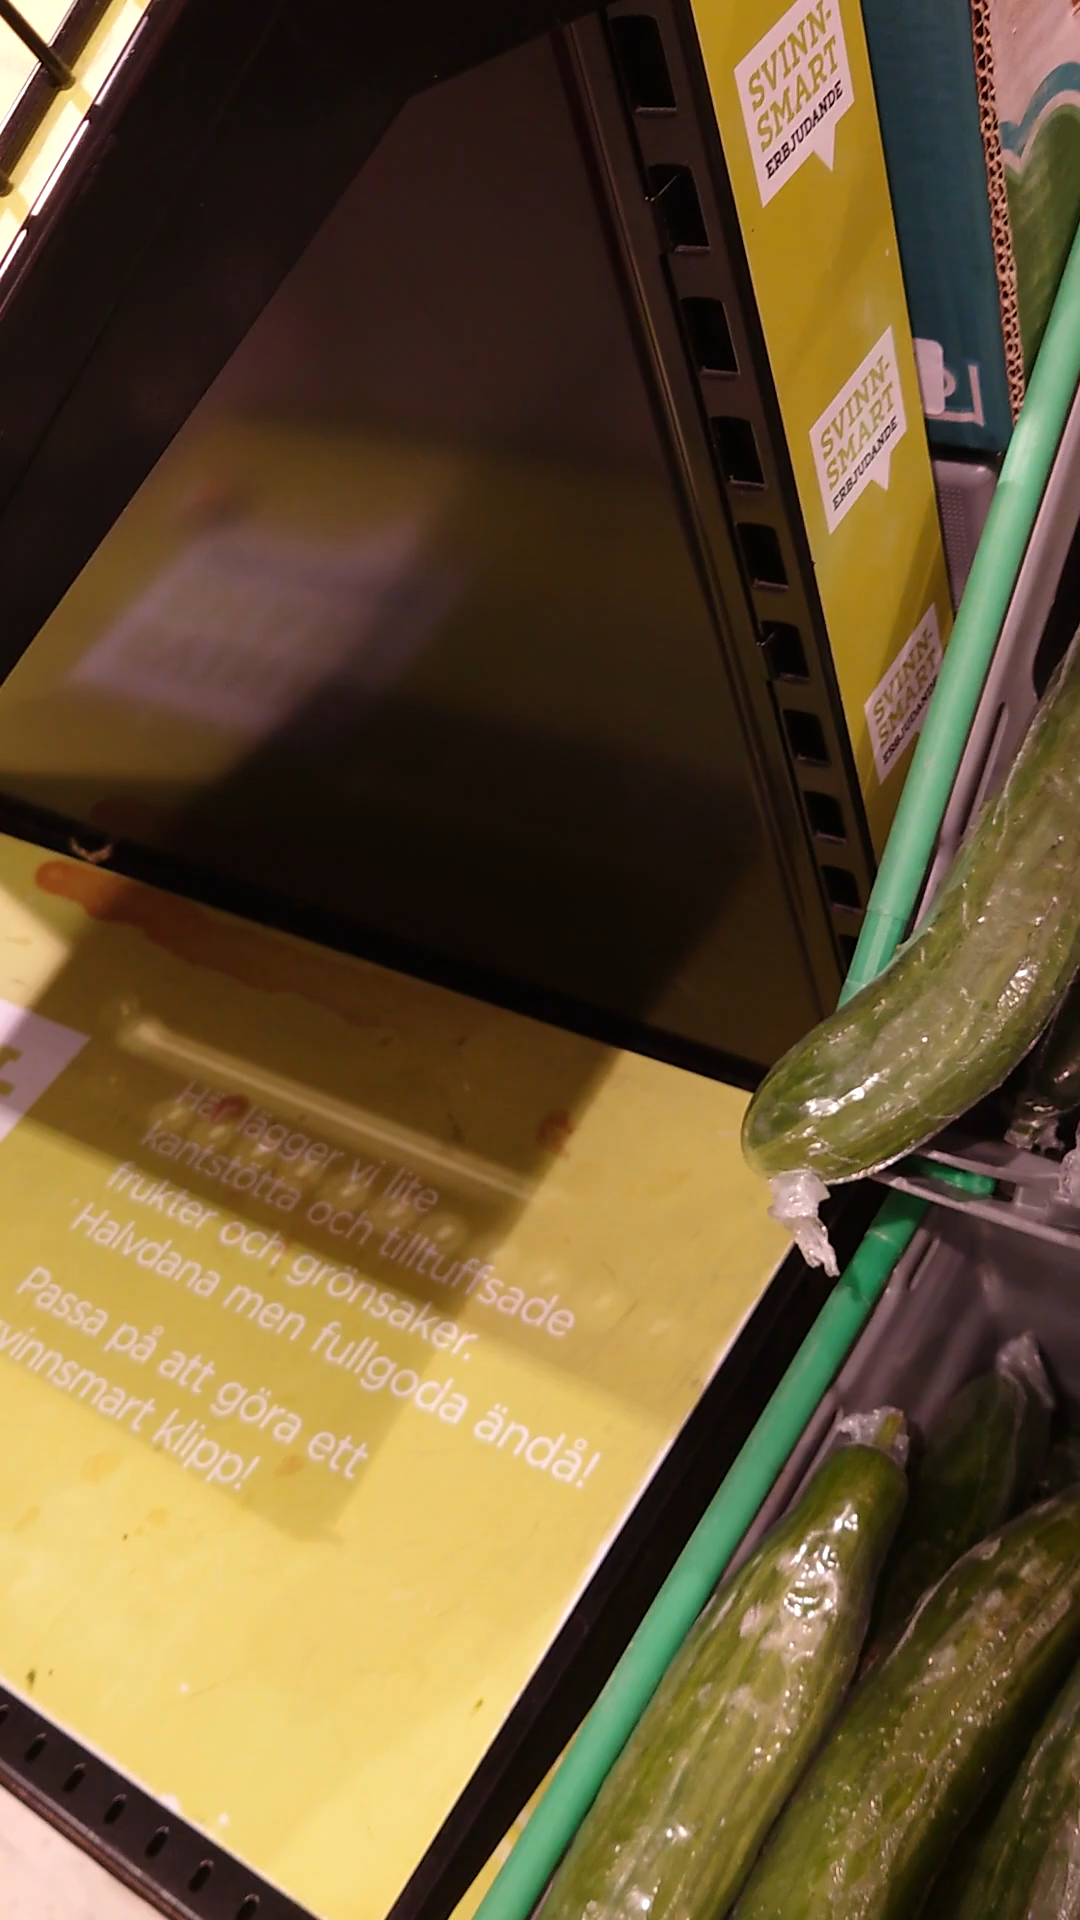 SVINN-
SMART
ERBJUDANDE
SVINN-
SMART
ERBJUDANDE
SVINN-
SMART
ERBJUDANDE
Här lägger vi lite
kantstötta och tilltuffsade
frukter och grönsaker.
Halvdana men fullgoda ändå!
Passa på att göra ett
svinnsmart klipp!